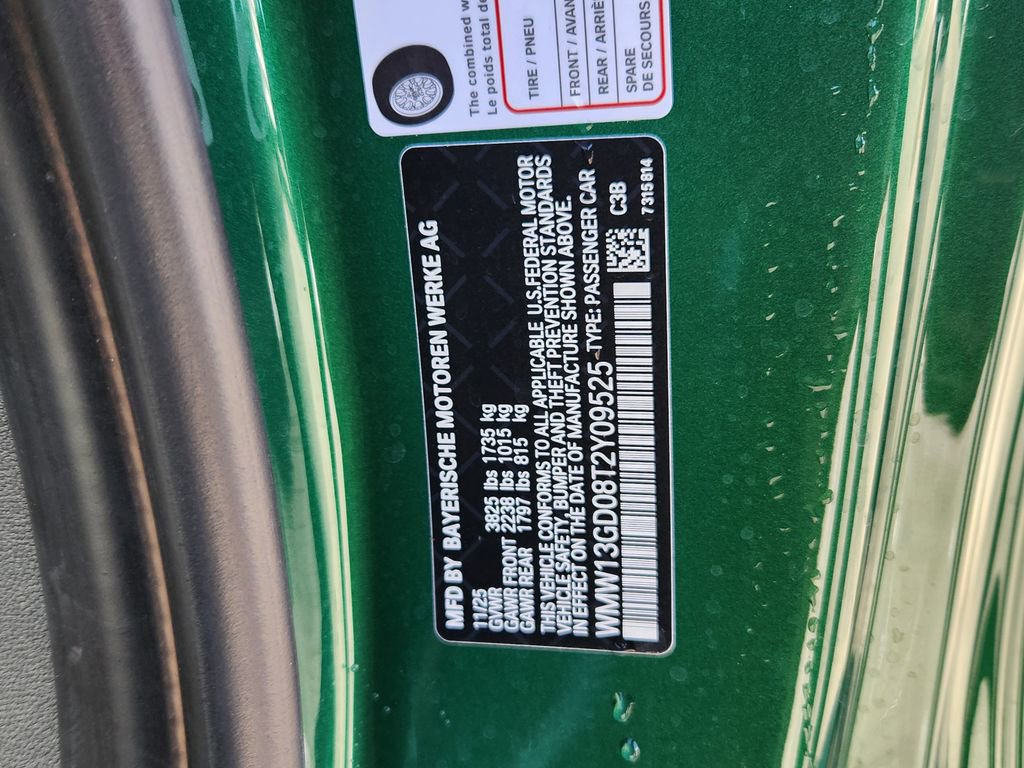 The combined w
Le poids total de
TIRE / PNEU
FRONT / AVAN
REAR / ARRIÈ
SPARE
DE SECOURS
MFD BY BAYERISCHE MOTOREN WERKE AG
11/25
GVWR 3825 lbs 1735 kg
GAWR FRONT 2238 lbs 1015 kg
GAWR REAR 1797 lbs 815 kg
THIS VEHICLE CONFORMS TO ALL APPLICABLE U.S.FEDERAL MOTOR
VEHICLE SAFETY, BUMPER AND THEFT PREVENTION STANDARDS
IN EFFECT ON THE DATE OF MANUFACTURE SHOWN ABOVE.
WMW13GD08T2Y09525 TYPE: PASSENGER CAR
C3B
7315814